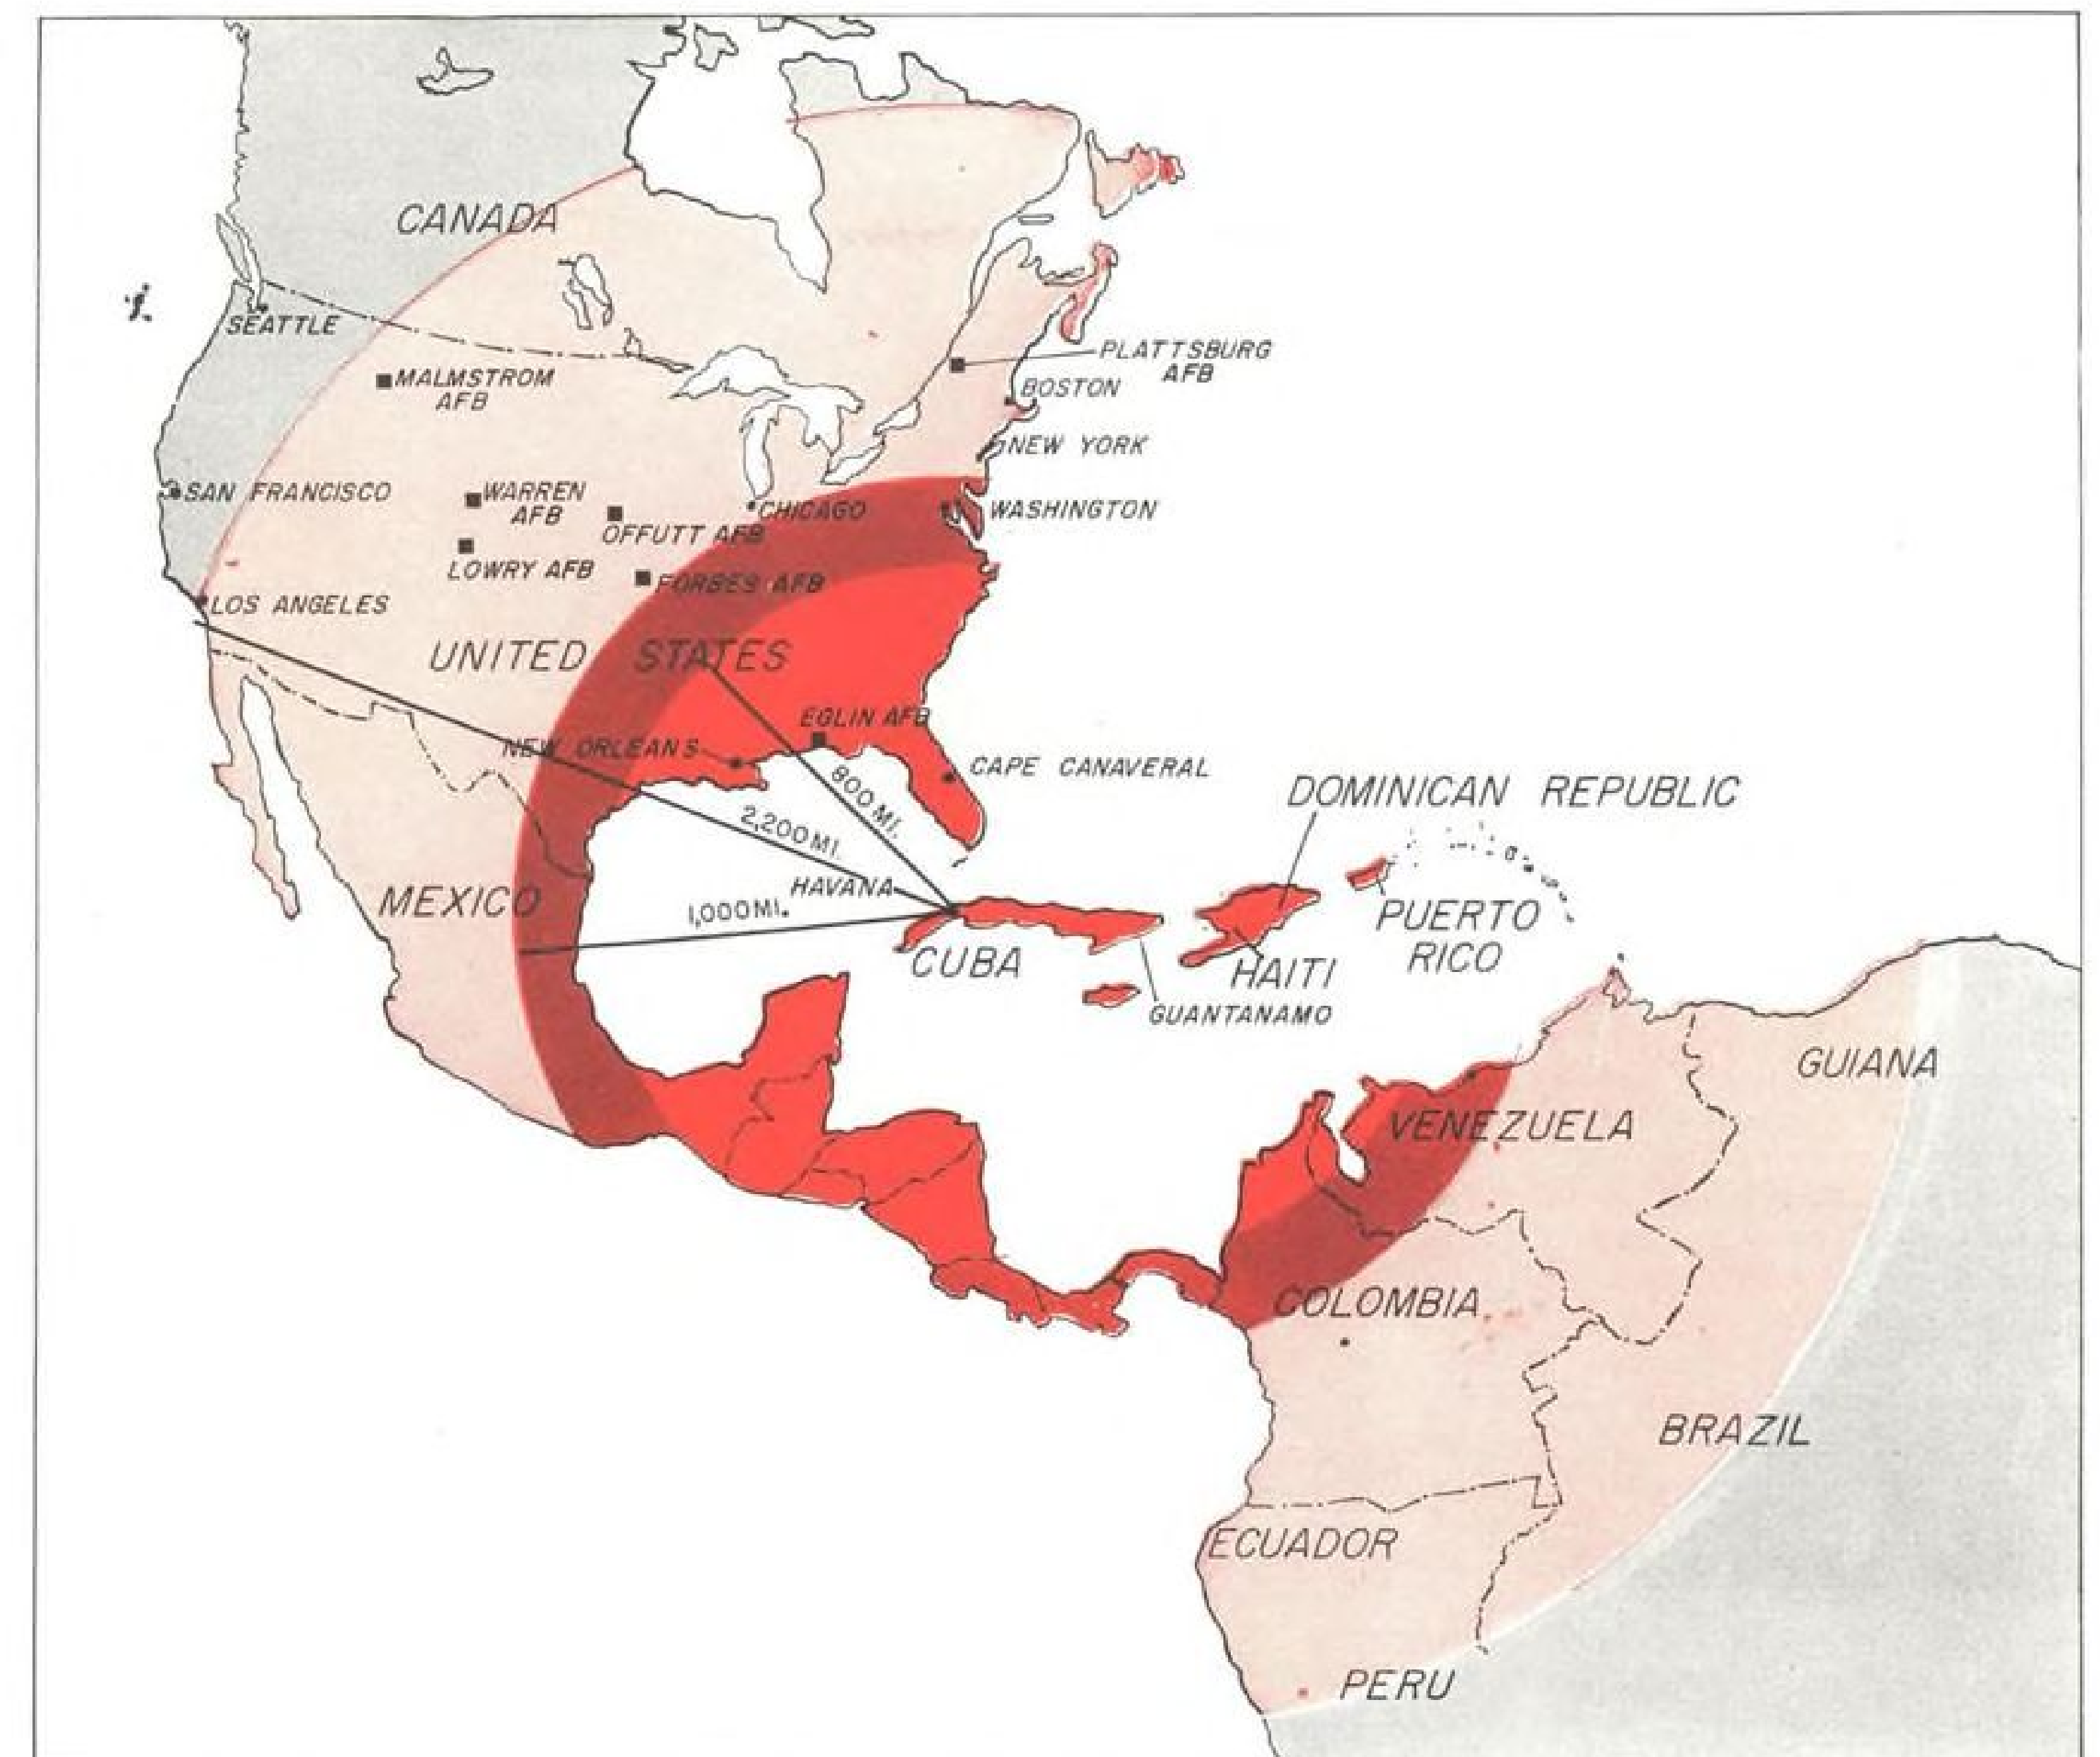 CANADA
SEATTLE
MALMSTROM
AFB
PLATTSBURG
AFB
BOSTON
NEW YORK
SAN FRANCISCO
WARREN
AFB
OFFUTT AFB
CHICAGO
WASHINGTON
LOWRY AFB
FORBES AFB
LOS ANGELES
UNITED STATES
EGLIN AFB
NEW ORLEANS
CAPE CANAVERAL
800 MI.
2,200 MI.
DOMINICAN REPUBLIC
HAVANA
MEXICO
1,000 MI.
PUERTO
RICO
CUBA
HAITI
GUANTANAMO
GUIANA
VENEZUELA
COLOMBIA
BRAZIL
ECUADOR
PERU